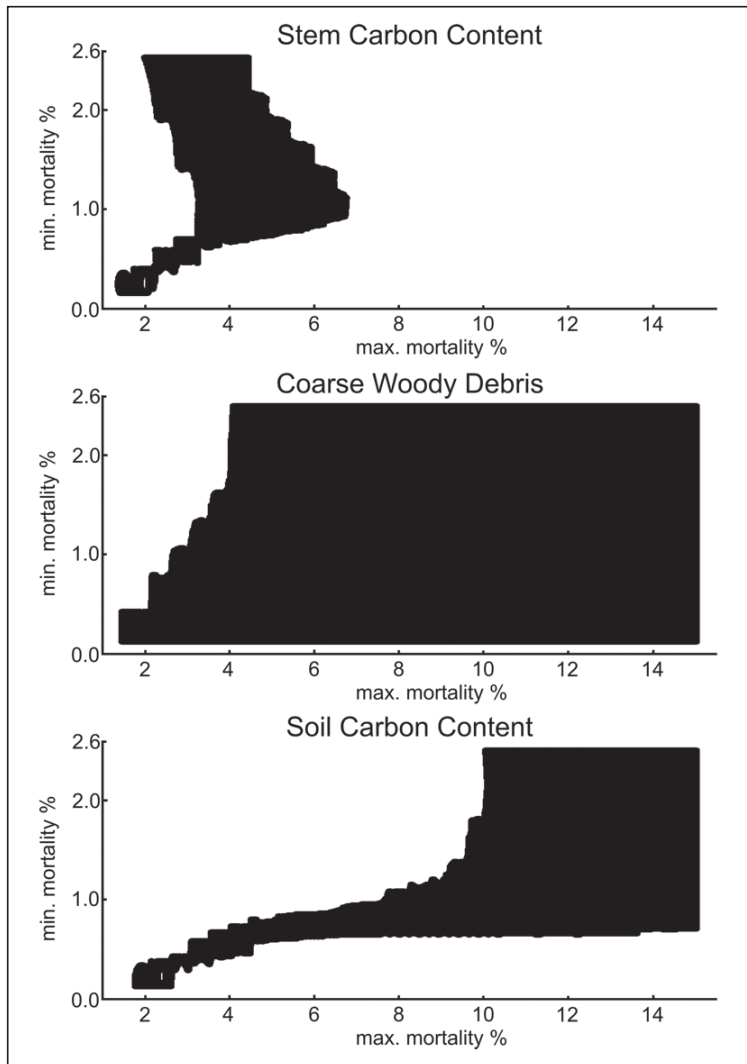 Stem Carbon Content
2.6
2.0
1.0
0.0
min. mortality %
2 4 6 8 10 12 14
max. mortality %
Coarse Woody Debris
2.6
2.0
1.0
0.0
min. mortality %
2 4 6 8 10 12 14
max. mortality %
Soil Carbon Content
2.6
2.0
1.0
0.0
min. mortality %
2 4 6 8 10 12 14
max. mortality %